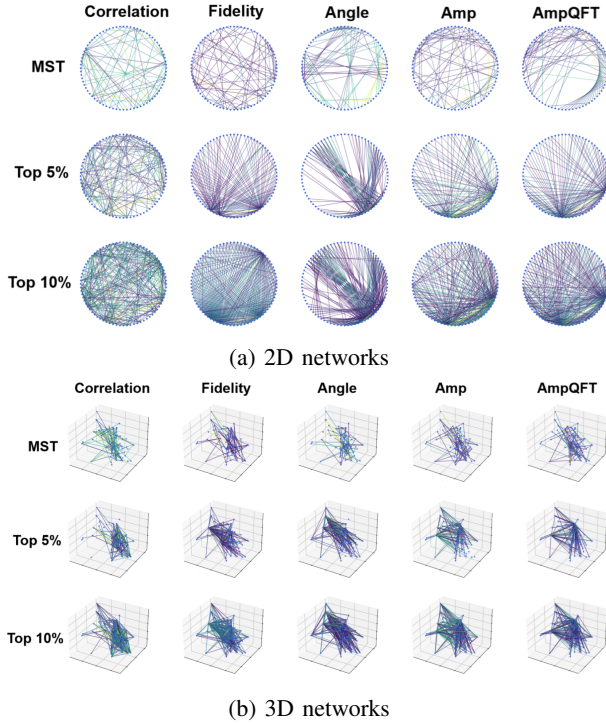 Correlation Fidelity Angle Amp AmpQFT
MST
Top 5%
Top 10%
(a) 2D networks
Correlation Fidelity Angle Amp AmpQFT
MST
Top 5%
Top 10%
(b) 3D networks